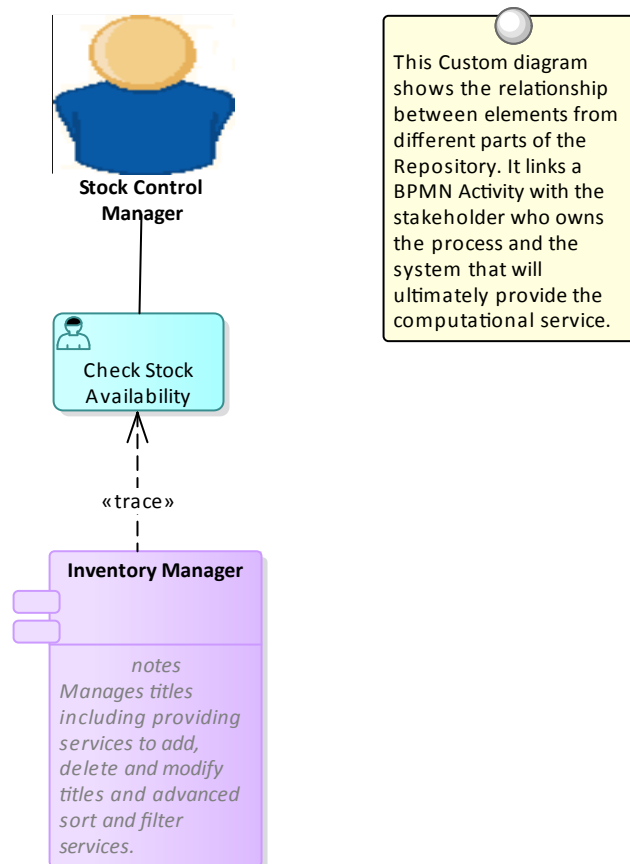 Stock Control
Manager
This Custom diagram
shows the relationship
between elements from
different parts of the
Repository. It links a
BPMN Activity with the
stakeholder who owns
the process and the
system that will
ultimately provide the
computational service.
Check Stock
Availability
«trace»
Inventory Manager
notes
Manages titles
including providing
services to add,
delete and modify
titles and advanced
sort and filter
services.